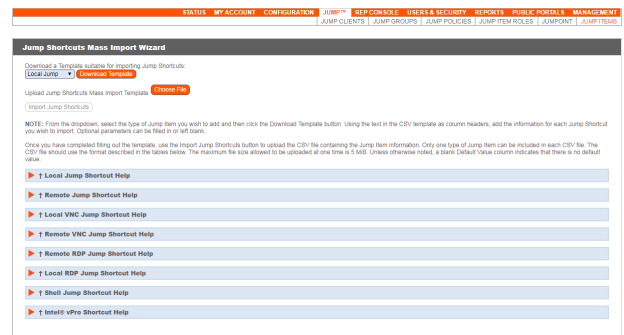 STATUS MY ACCOUNT CONFIGURATION JUMP™ REP CONSOLE USERS & SECURITY REPORTS PUBLIC PORTALS MANAGEMENT
JUMP CLIENTS JUMP GROUPS JUMP POLICIES JUMP ITEM ROLES JUMPOINT JUMP ITEMS
Jump Shortcuts Mass Import Wizard
Download a Template suitable for importing Jump Shortcuts:
Local Jump Download Template
Upload Jump Shortcuts Mass Import Template Choose File
Import Jump Shortcuts
NOTE: From the dropdown, select the type of Jump Item you wish to add and then click the Download Template button. Using the text in the CSV template as column headers, add the information for each Jump Shortcut
you wish to import. Optional parameters can be filled in or left blank.
Once you have completed filling out the template, use the Import Jump Shortcuts button to upload the CSV file containing the Jump Item information. Only one type of Jump Item can be included in each CSV file. The
CSV file should use the format described in the tables below. The maximum file size allowed to be uploaded at one time is 5 MiB. Unless otherwise noted, a blank Default Value column indicates that there is no default
value.
† Local Jump Shortcut Help
† Remote Jump Shortcut Help
† Local VNC Jump Shortcut Help
† Remote VNC Jump Shortcut Help
† Remote RDP Jump Shortcut Help
† Local RDP Jump Shortcut Help
† Shell Jump Shortcut Help
† Intel® vPro Shortcut Help